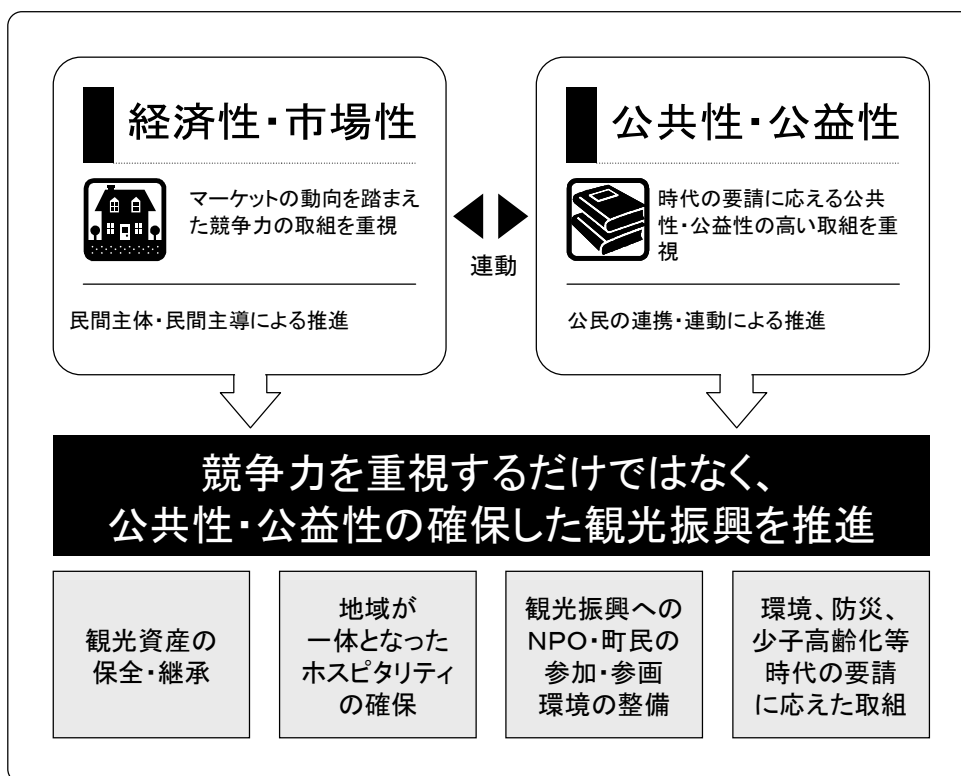 経済性・市場性
マーケットの動向を踏まえ
た競争力の取組を重視
民間主体・民間主導による推進
連動
公共性・公益性
時代の要請に応える公共
性・公益性の高い取組を重
視
公民の連携・連動による推進
競争力を重視するだけではなく、
公共性・公益性の確保した観光振興を推進
観光資産の
保全・継承
地域が
一体となった
ホスピタリティ
の確保
観光振興への
NPO・町民の
参加・参画
環境の整備
環境、防災、
少子高齢化等
時代の要請
に応えた取組